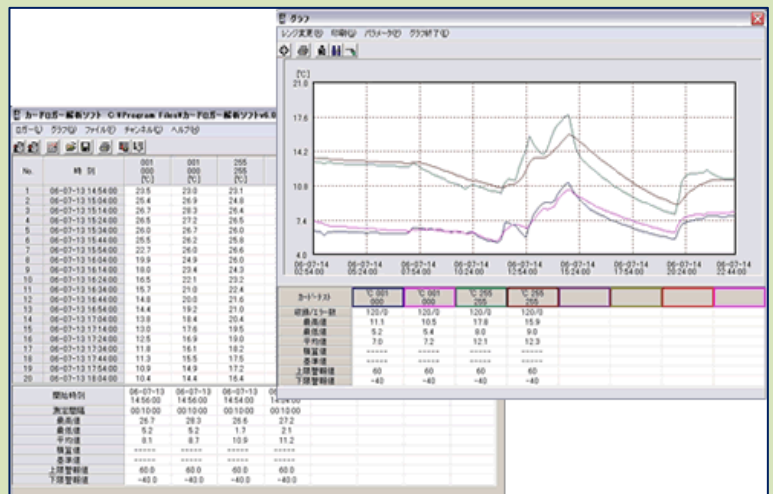 グラフ
レンジ変更(R) 印刷(P) パラメータ(P) グラフ終了(E)
[℃]
21.0
17.6
14.2
10.8
7.4
4.0
06-07-14 06-07-14 06-07-14 06-07-14 06-07-14 06-07-14 06-07-14 06-07-14
02:54:00 05:24:00 07:54:00 10:24:00 12:54:00 15:24:00 17:54:00 20:24:00
06-07-14
22:44:00
カード・テスト ℃ 001 ℃ 001 ℃ 255 ℃ 255
000 000 255 255
収録/エラー数 120/0 120/0 120/0 120/0
最高値 11.1 10.5 17.8 15.9
最低値 5.2 5.4 8.0 9.0
平均値 7.0 7.2 12.1 12.3
積算値 ----- ----- ----- -----
基準値 ----- ----- ----- -----
上限警報値 60 60 60 60
下限警報値 -40 -40 -40 -40
カードロガー解析ソフト C:¥Program Files¥カードロガー解析ソフトv6.0
ロガー(L) グラフ(G) ファイル(F) チャンネル(C) ヘルプ(H)
No. 時 刻 001 001 255
000 000 255
[℃] [℃] [℃]
1 06-07-13 14:54:00 23.5 23.0 23.1
2 06-07-13 15:04:00 25.4 26.9 24.8
3 06-07-13 15:14:00 26.7 28.3 26.4
4 06-07-13 15:24:00 26.5 27.2 26.5
5 06-07-13 15:34:00 26.0 26.7 26.0
6 06-07-13 15:44:00 25.5 26.2 25.8
7 06-07-13 15:54:00 22.7 26.0 26.6
8 06-07-13 16:04:00 19.9 24.9 26.0
9 06-07-13 16:14:00 18.0 23.4 24.3
10 06-07-13 16:24:00 16.5 22.1 23.2
11 06-07-13 16:34:00 15.7 21.0 22.4
12 06-07-13 16:44:00 14.8 20.0 21.6
13 06-07-13 16:54:00 14.4 19.2 21.0
14 06-07-13 17:04:00 13.8 18.4 20.4
15 06-07-13 17:14:00 13.0 17.6 19.5
16 06-07-13 17:24:00 12.5 16.9 19.0
17 06-07-13 17:34:00 11.8 16.1 18.2
18 06-07-13 17:44:00 11.3 15.5 17.5
19 06-07-13 17:54:00 10.9 14.9 17.2
20 06-07-13 18:04:00 10.4 14.4 16.4
開始時刻 06-07-13 06-07-13 06-07-13
14:56:00 14:56:00 14:54:00
測定間隔 00:10:00 00:10:00 00:10:00 00:10:00
最高値 26.7 28.3 26.6 27.2
最低値 5.2 5.2 1.7 2.1
平均値 8.1 8.7 10.9 11.2
積算値 ----- ----- ----- -----
基準値 ----- ----- ----- -----
上限警報値 60.0 60.0 60.0 60.0
下限警報値 -40.0 -40.0 -40.0 -40.0